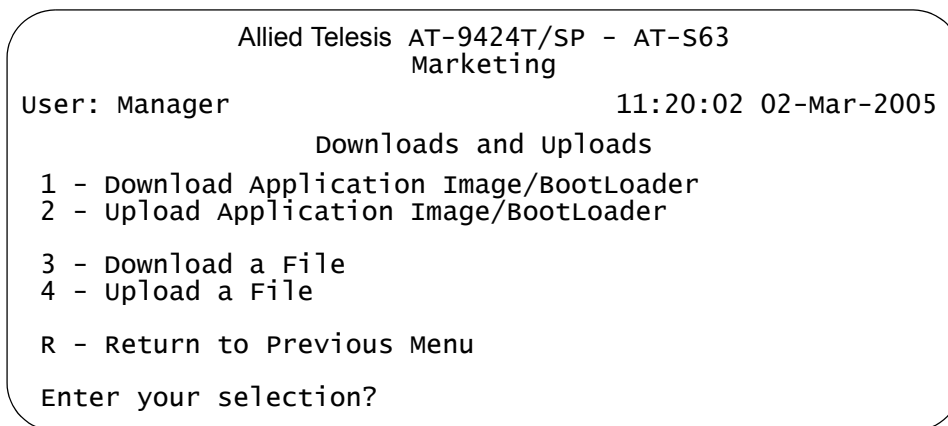 Allied Telesis AT-9424T/SP - AT-S63
Marketing
User: Manager 11:20:02 02-Mar-2005
Downloads and Uploads
1 - Download Application Image/BootLoader
2 - Upload Application Image/BootLoader
3 - Download a File
4 - Upload a File
R - Return to Previous Menu
Enter your selection?